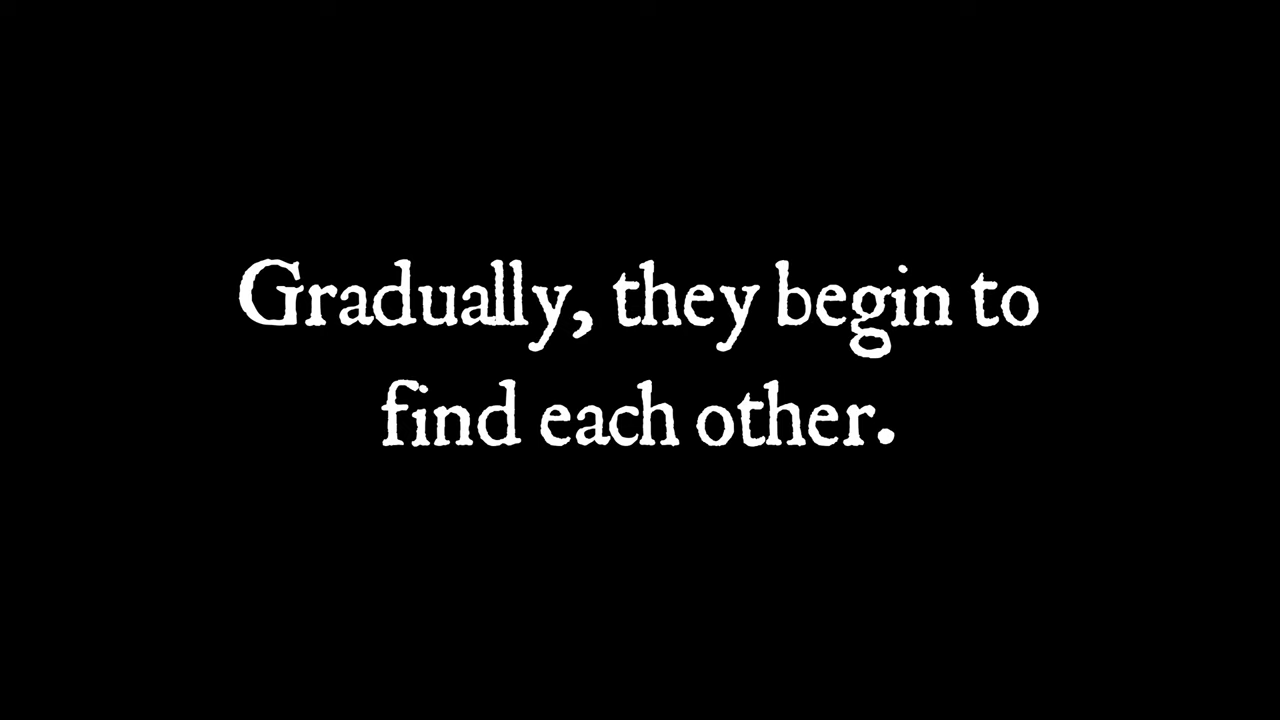 Gradually, they begin to
find each other.